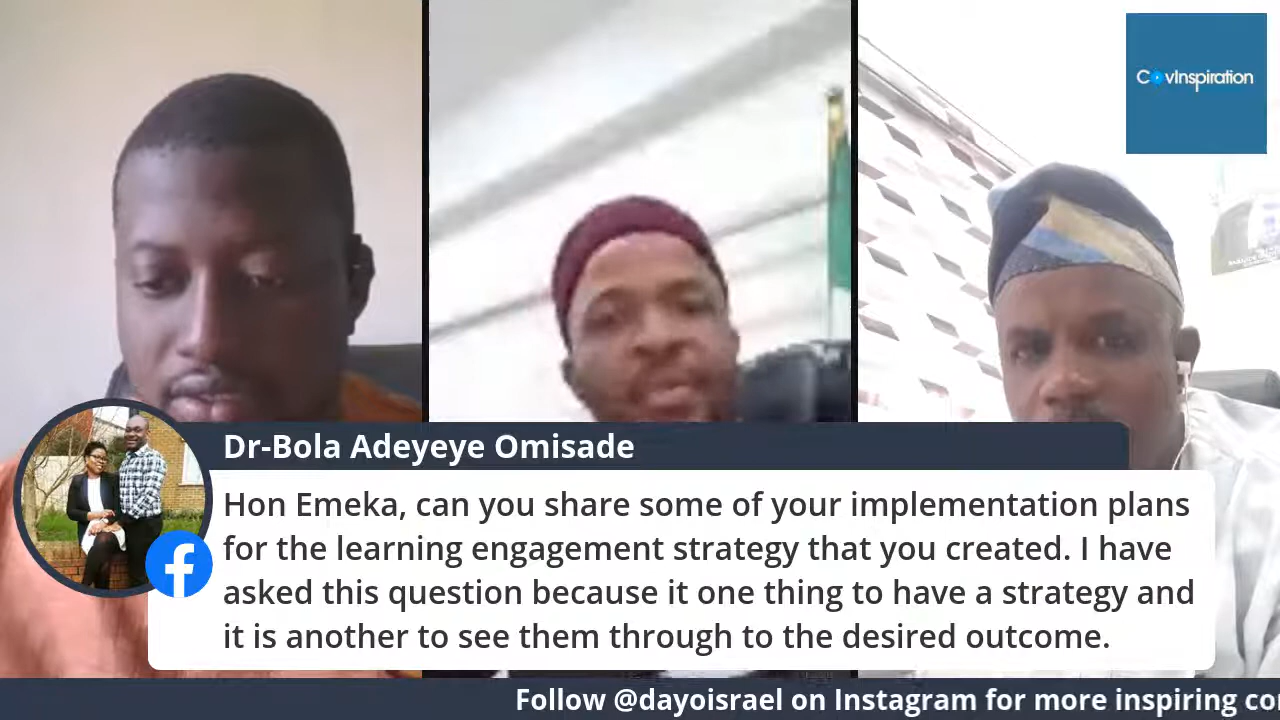 CovInspiration
Dr-Bola Adeyeye Omisade
Hon Emeka, can you share some of your implementation plans
for the learning engagement strategy that you created. I have
asked this question because it one thing to have a strategy and
it is another to see them through to the desired outcome.
Follow @dayoisrael on Instagram for more inspiring co